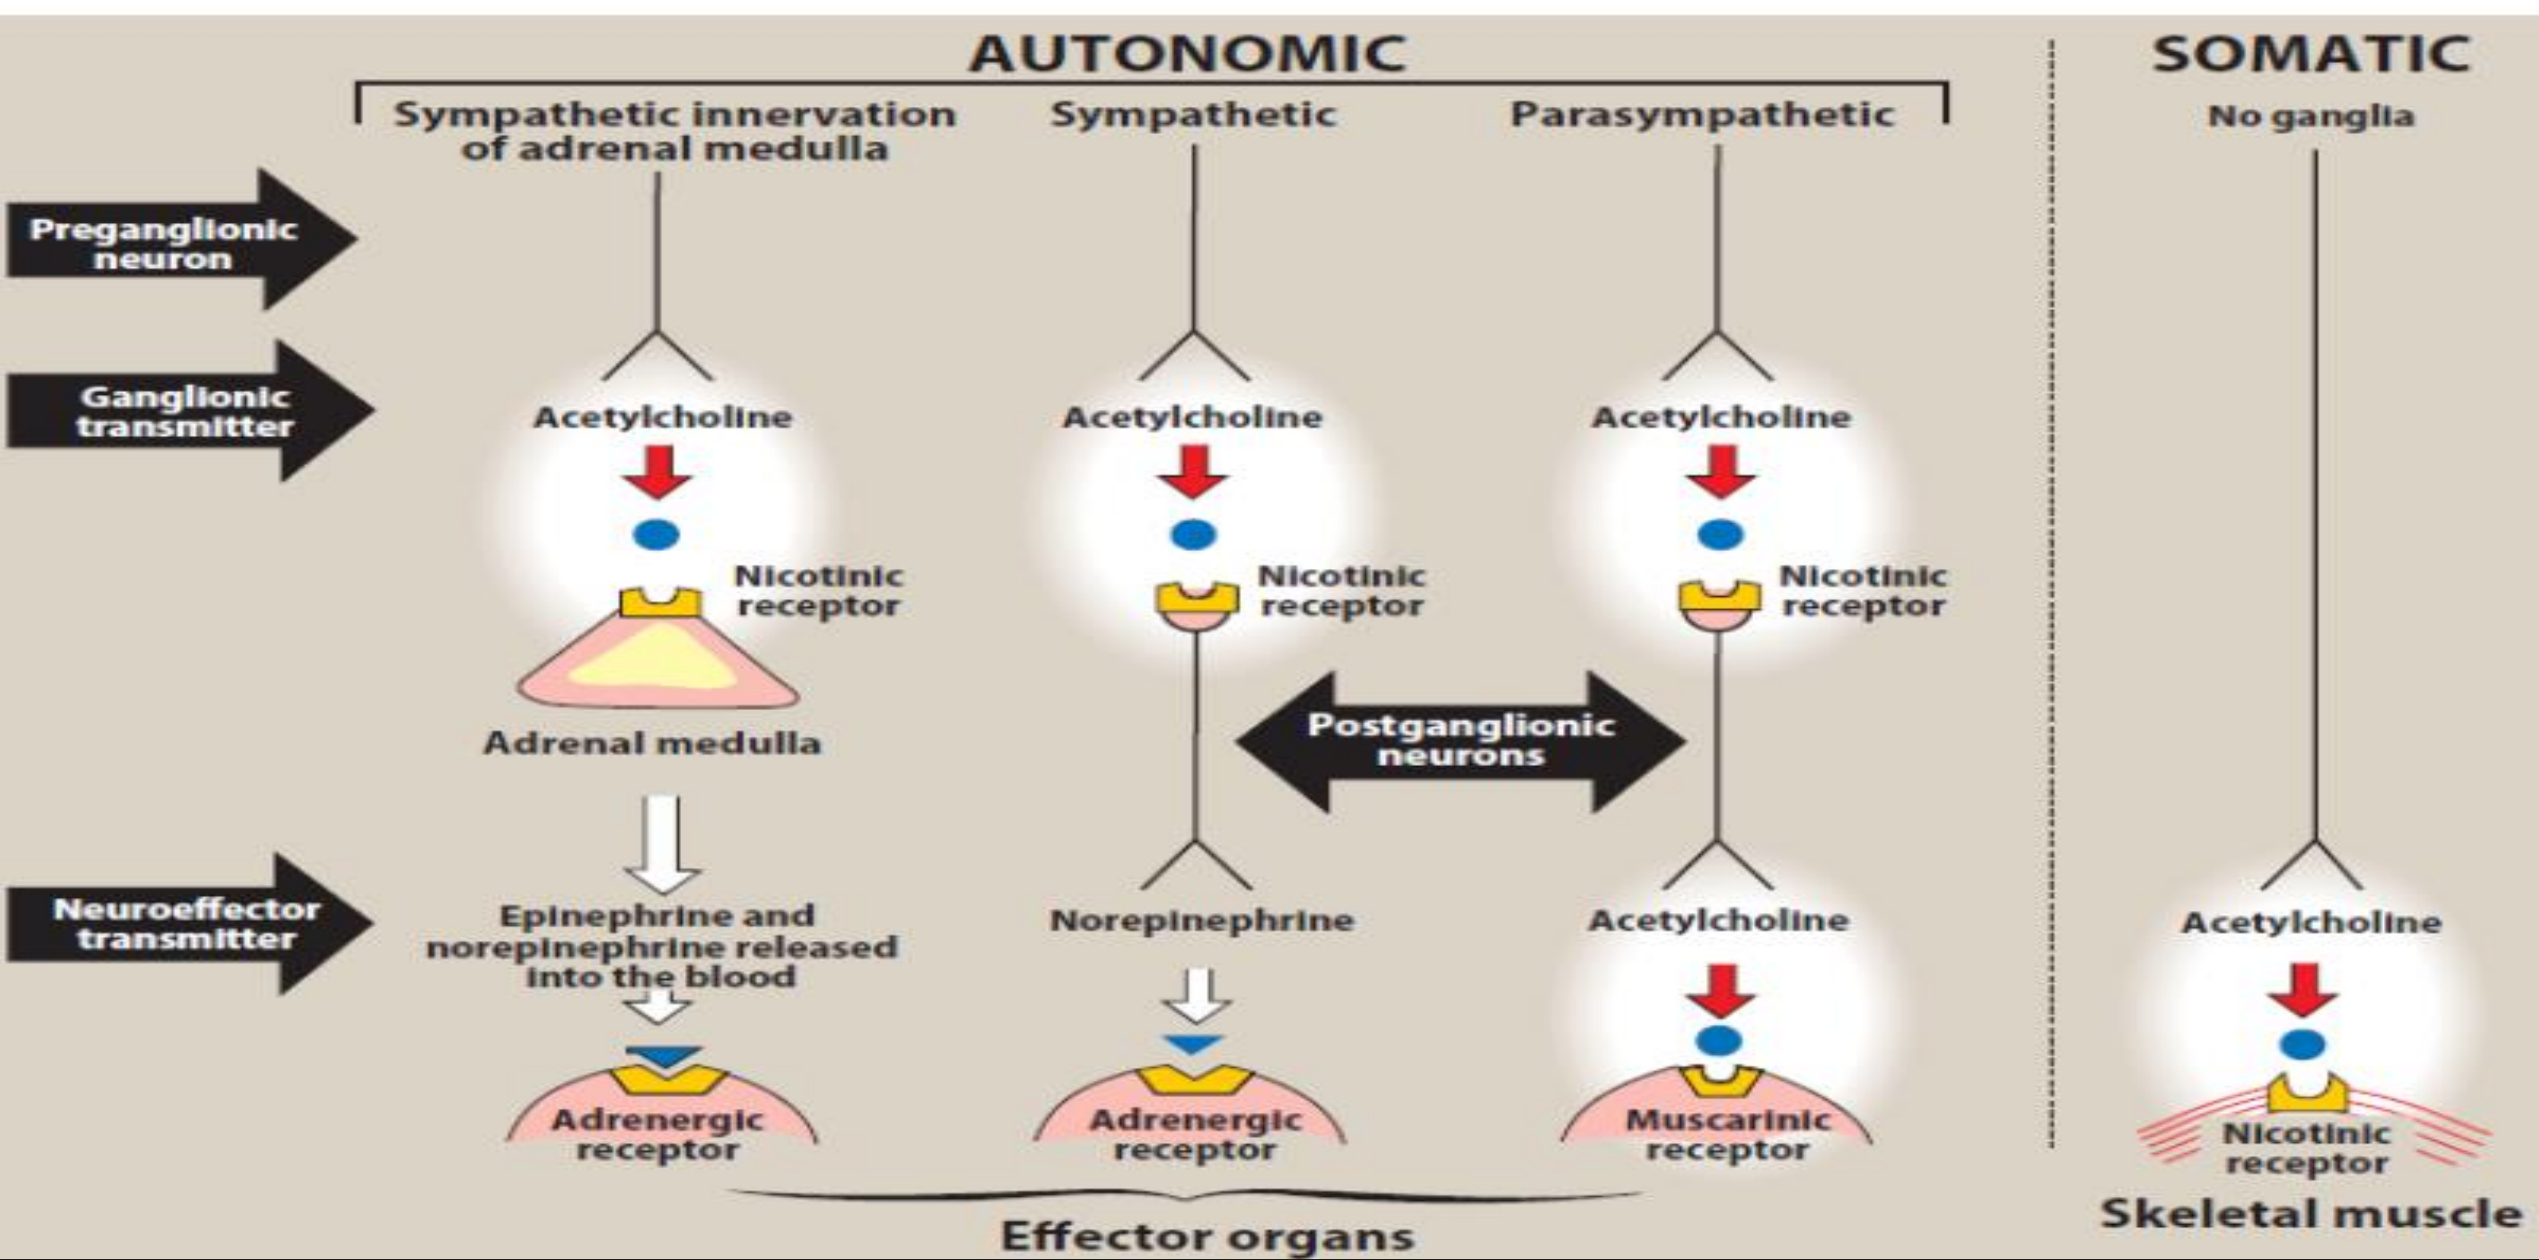 AUTONOMIC
SOMATIC
Sympathetic innervation
of adrenal medulla
Sympathetic
Parasympathetic
No ganglia
Preganglionic
neuron
Ganglionic
transmitter
Acetylcholine
Acetylcholine
Acetylcholine
Nicotinic
receptor
Nicotinic
receptor
Nicotinic
receptor
Adrenal medulla
Postganglionic
neurons
Neuroeffector
transmitter
Epinephrine and
norepinephrine released
into the blood
Norepinephrine
Acetylcholine
Acetylcholine
Adrenergic
receptor
Adrenergic
receptor
Muscarinic
receptor
Nicotinic
receptor
Effector organs
Skeletal muscle